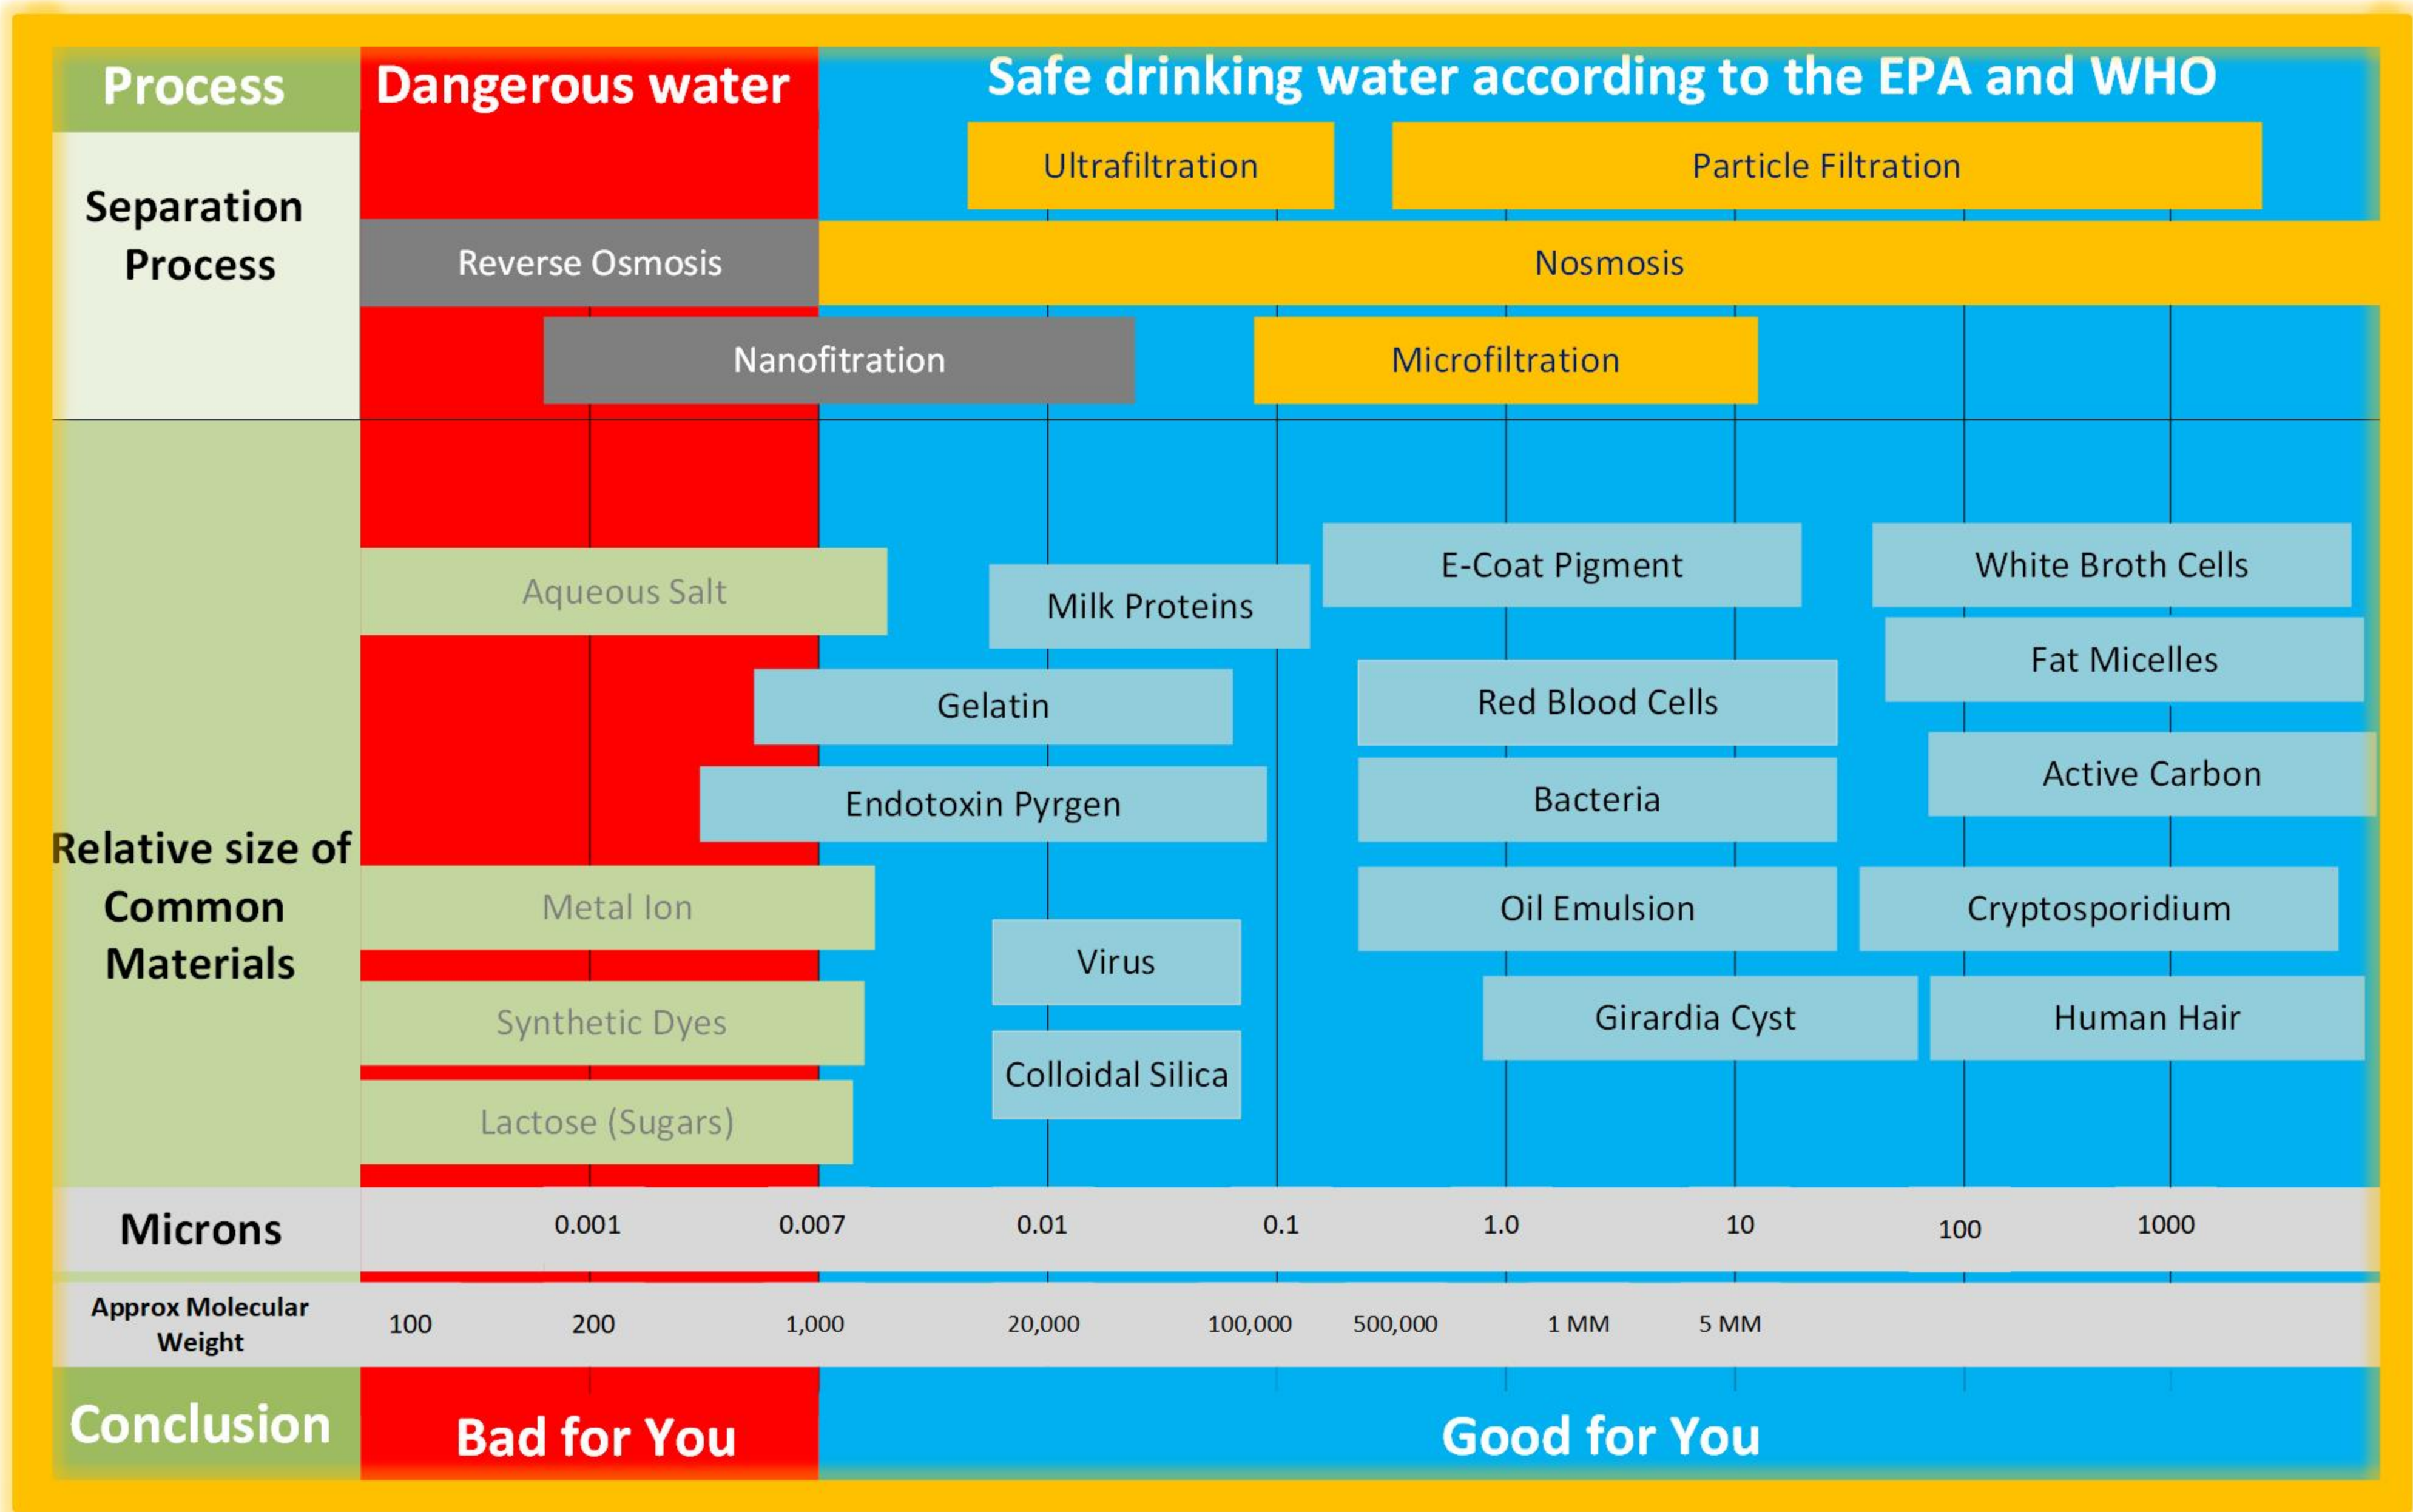 Process
Dangerous water
Safe drinking water according to the EPA and WHO
Separation
Process
Ultrafiltration
Particle Filtration
Reverse Osmosis
Nosmosis
Nanofitration
Microfiltration
Relative size of
Common
Materials
Aqueous Salt
Milk Proteins
E-Coat Pigment
White Broth Cells
Fat Micelles
Gelatin
Red Blood Cells
Active Carbon
Endotoxin Pyrgen
Bacteria
Metal Ion
Oil Emulsion
Cryptosporidium
Virus
Synthetic Dyes
Girardia Cyst
Human Hair
Colloidal Silica
Lactose (Sugars)
Microns
0.001
0.007
0.01
0.1
1.0
10
100
1000
Approx Molecular
Weight
100
200
1,000
20,000
100,000
500,000
1 MM
5 MM
Conclusion
Bad for You
Good for You